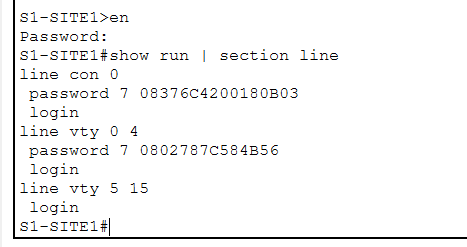 S1-SITE1>en
Password:
S1-SITE1#show run | section line
line con 0
 password 7 08376C4200180B03
 login
line vty 0 4
 password 7 0802787C584B56
 login
line vty 5 15
 login
S1-SITE1#